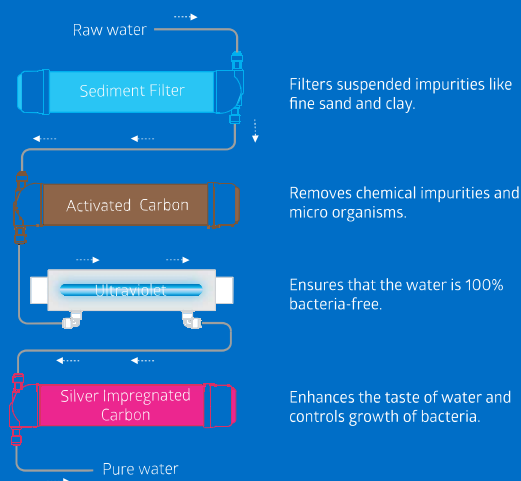 Raw water
Sediment Filter
Filters suspended impurities like
fine sand and clay.
Activated Carbon
Removes chemical impurities and
micro organisms.
Ultraviolet
Ensures that the water is 100%
bacteria-free.
Silver Impregnated
Carbon
Enhances the taste of water and
controls growth of bacteria.
Pure water